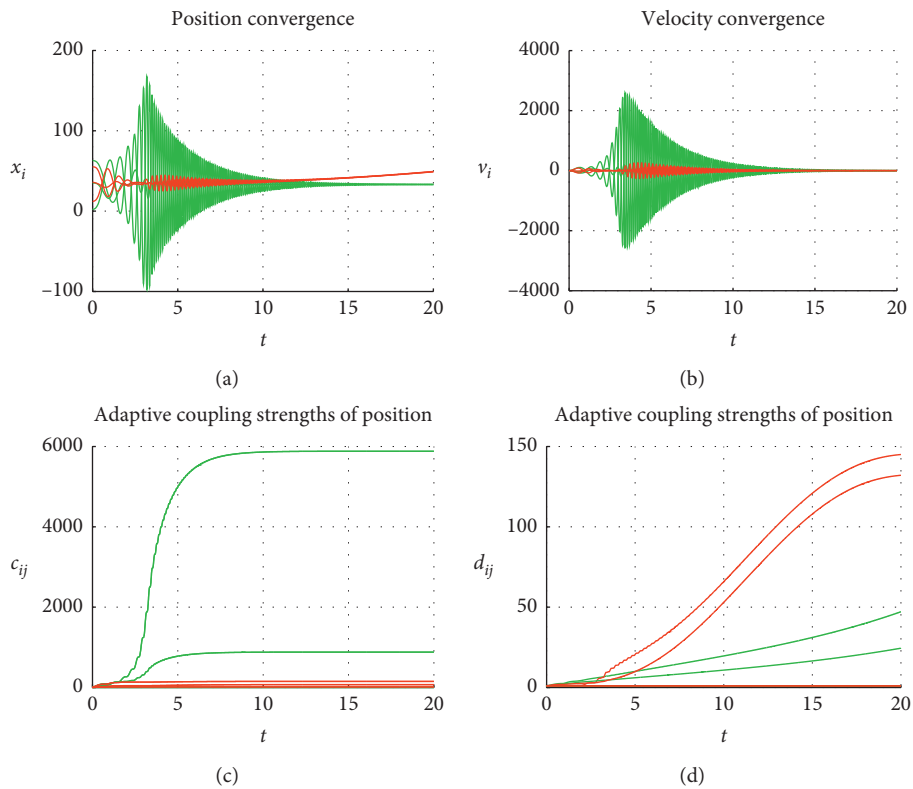 Position convergence
200
100
0
−100
x_i
0
5
10
15
20
t
(a)
Velocity convergence
4000
2000
0
−2000
−4000
v_i
0
5
10
15
20
t
(b)
Adaptive coupling strengths of position
6000
4000
2000
0
c_ij
0
5
10
15
20
t
(c)
Adaptive coupling strengths of position
150
100
50
0
d_ij
0
5
10
15
20
t
(d)